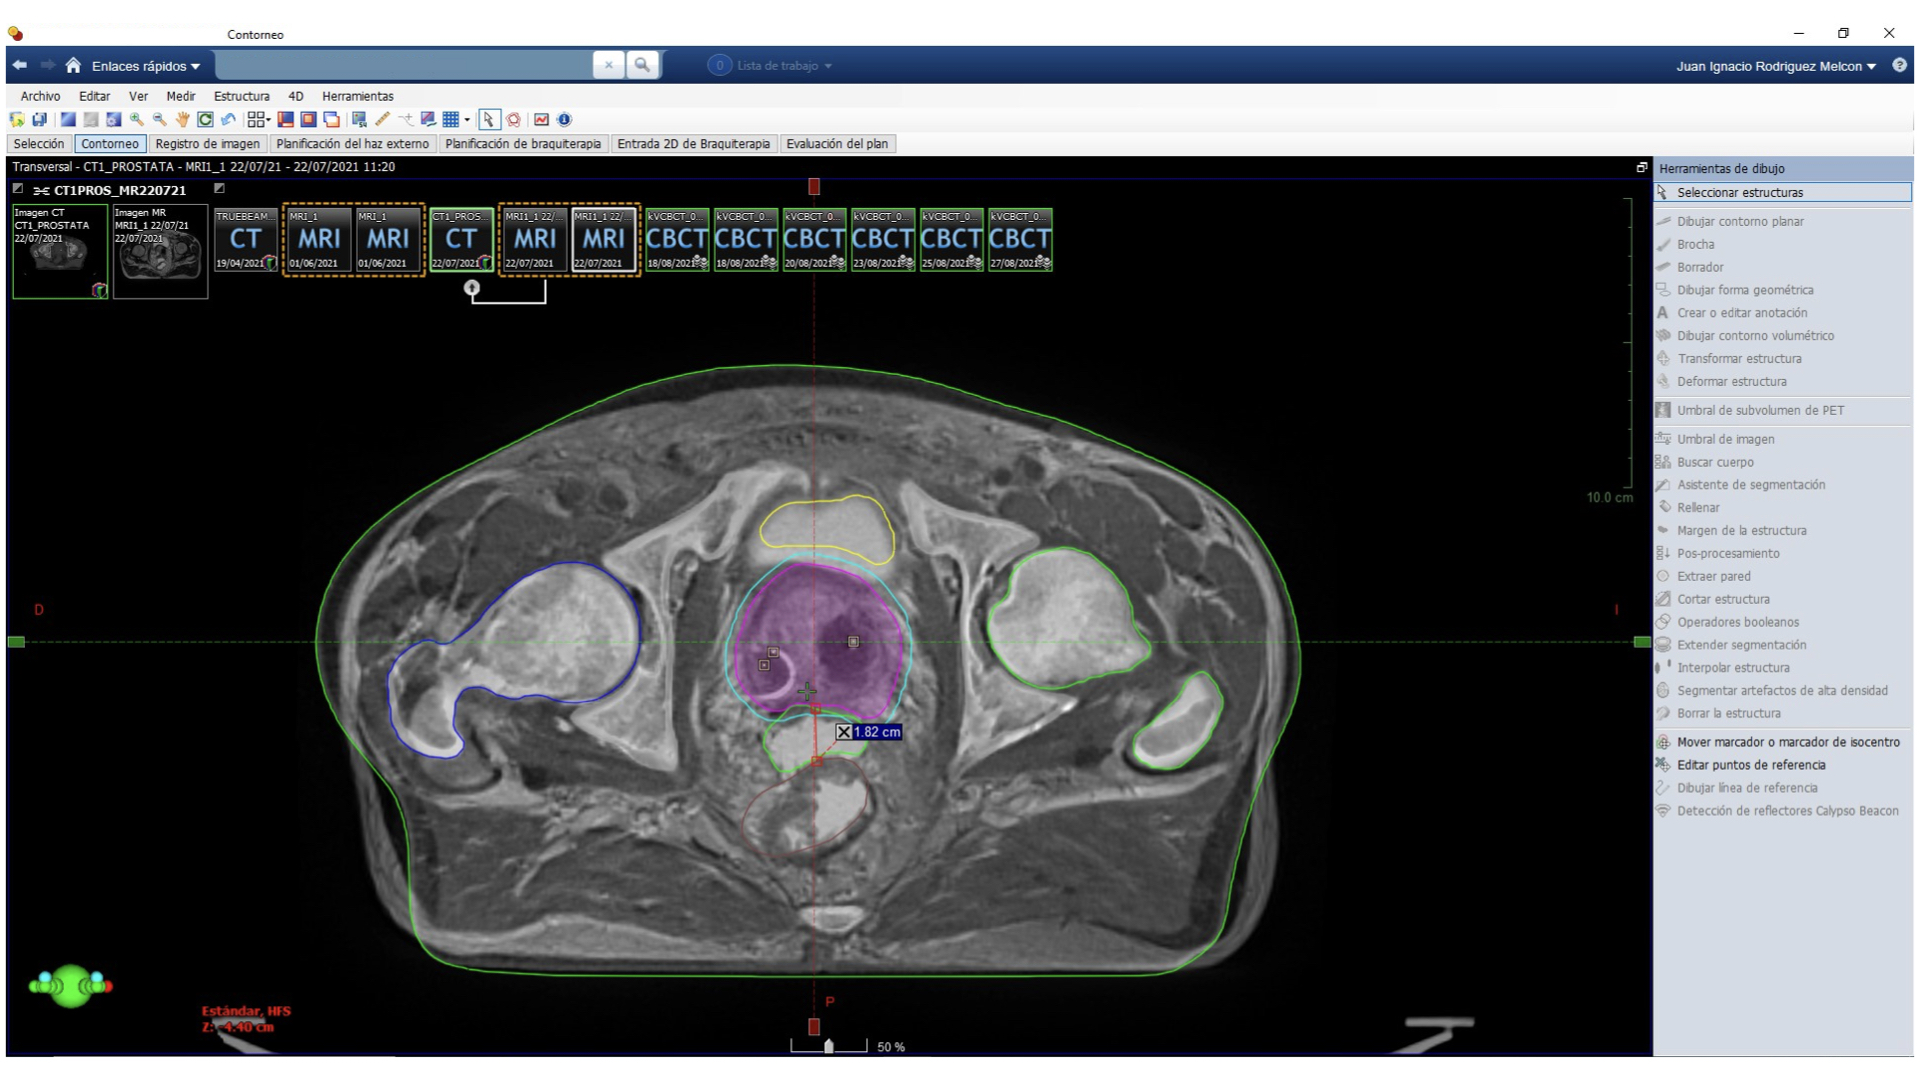 Contorneo
Enlaces rápidos
0 Lista de trabajo
Juan Ignacio Rodriguez Melcon
Archivo Editar Ver Medir Estructura 4D Herramientas
Selección Contorneo Registro de imagen Planificación del haz externo Planificación de braquiterapia Entrada 2D de Braquiterapia Evaluación del plan
Transversal - CT1_PROSTATA - MRI1_1 22/07/21 - 22/07/2021 11:20
CT1PROS_MR220721
Imagen CT
CT1_PROSTATA
22/07/2021
Imagen MR
MRI1_1 22/07/21
22/07/2021
TRUEBEAM...
CT
19/04/2021
MRI_1
MRI
01/06/2021
MRI_1
MRI
01/06/2021
CT1_PROS...
CT
22/07/2021
MRI1_1 22/...
MRI
22/07/2021
MRI1_1 22/...
MRI
22/07/2021
kVCBCT_0...
CBCT
18/08/2021
kVCBCT_0...
CBCT
18/08/2021
kVCBCT_0...
CBCT
20/08/2021
kVCBCT_0...
CBCT
23/08/2021
kVCBCT_0...
CBCT
25/08/2021
kVCBCT_0...
CBCT
27/08/2021
10.0 cm
D
I
1.82 cm
P
Estándar, HFS
Z: -4.40 cm
50 %
Herramientas de dibujo
Seleccionar estructuras
Dibujar contorno planar
Brocha
Borrador
Dibujar forma geométrica
Crear o editar anotación
Dibujar contorno volumétrico
Transformar estructura
Deformar estructura
Umbral de subvolumen de PET
Umbral de imagen
Buscar cuerpo
Asistente de segmentación
Rellenar
Margen de la estructura
Pos-procesamiento
Extraer pared
Cortar estructura
Operadores booleanos
Extender segmentación
Interpolar estructura
Segmentar artefactos de alta densidad
Borrar la estructura
Mover marcador o marcador de isocentro
Editar puntos de referencia
Dibujar línea de referencia
Detección de reflectores Calypso Beacon